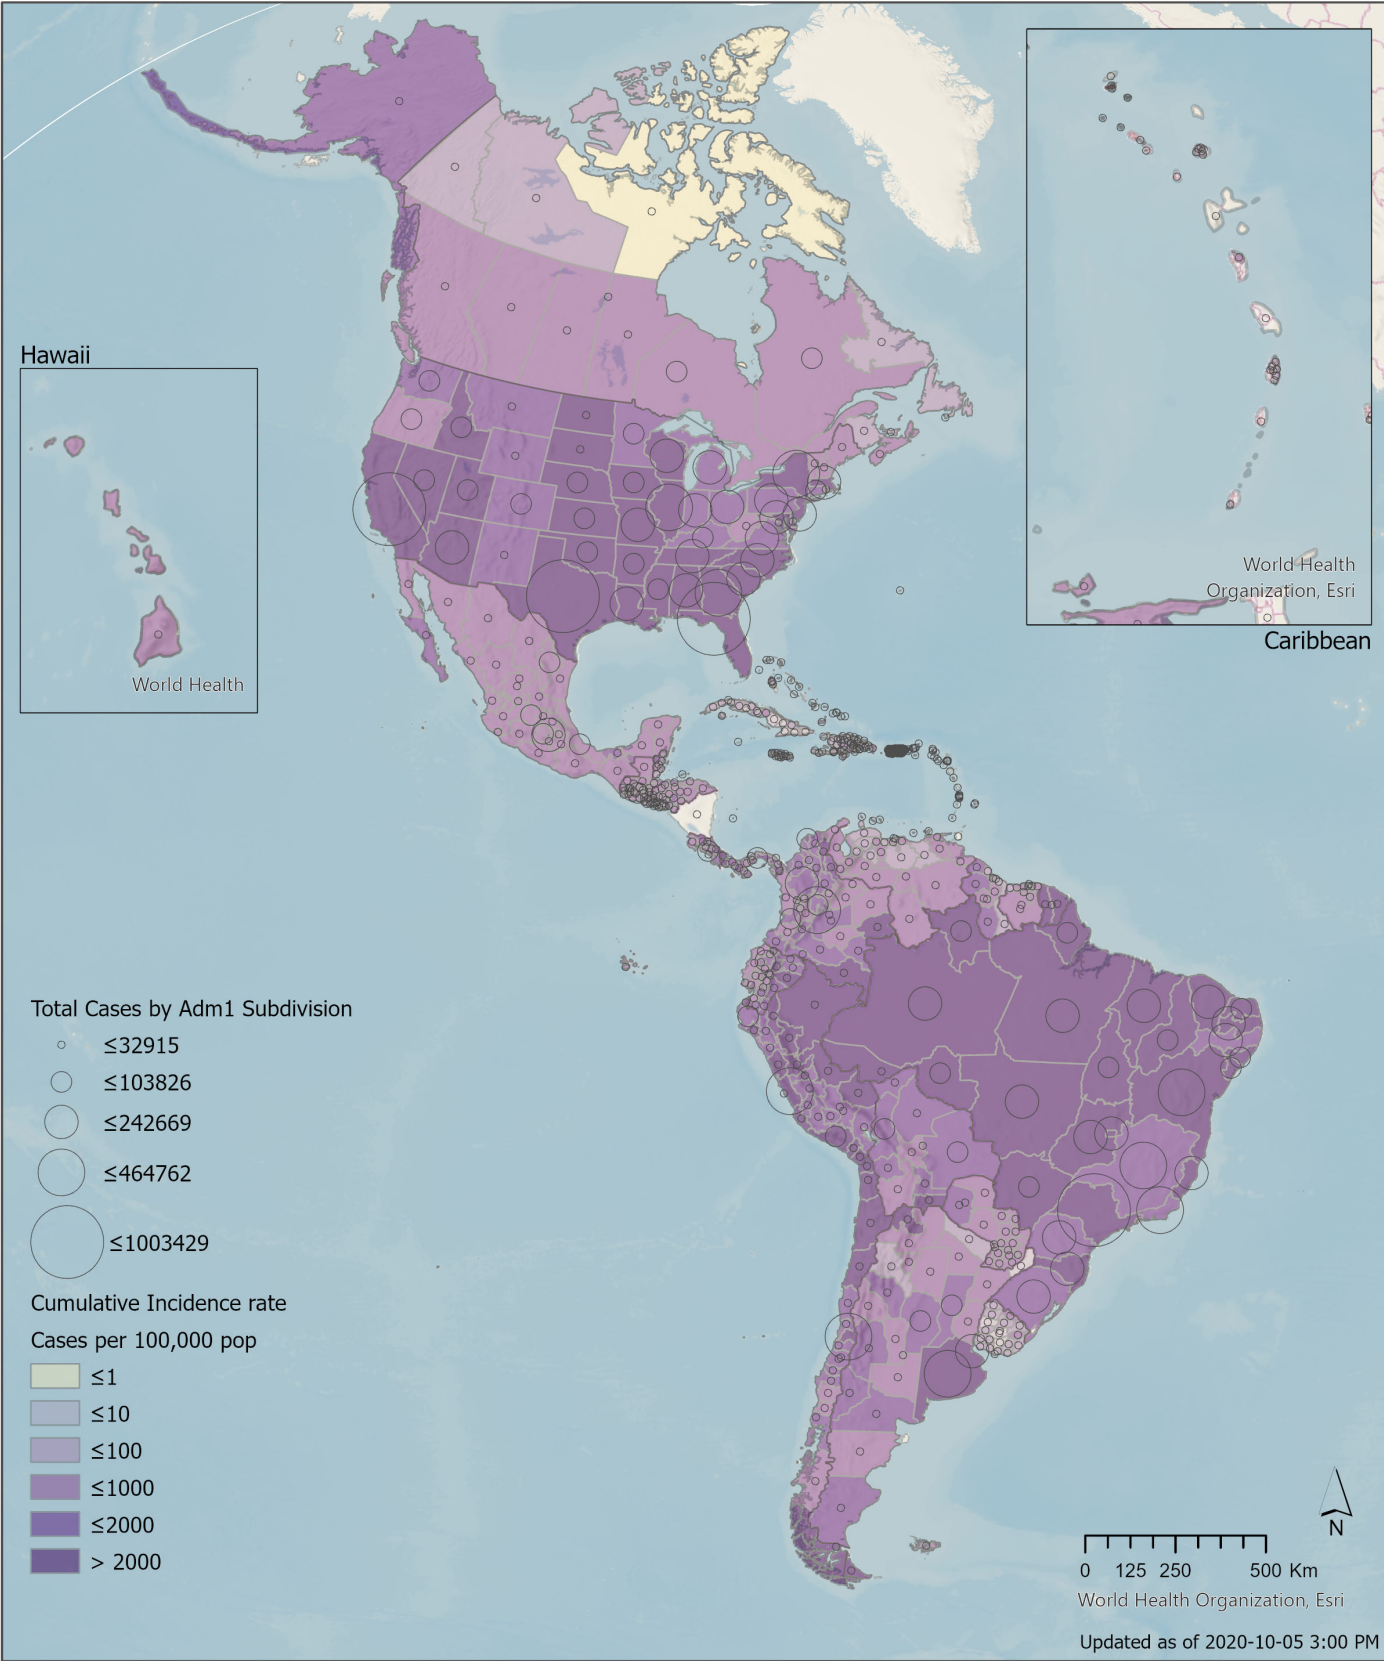 Hawaii
World Health
World Health
Organization, Esri
Caribbean
Total Cases by Adm1 Subdivision
≤32915
≤103826
≤242669
≤464762
≤1003429
Cumulative Incidence rate
Cases per 100,000 pop
≤1
≤10
≤100
≤1000
≤2000
> 2000
N
0 125 250 500 Km
World Health Organization, Esri
Updated as of 2020-10-05 3:00 PM